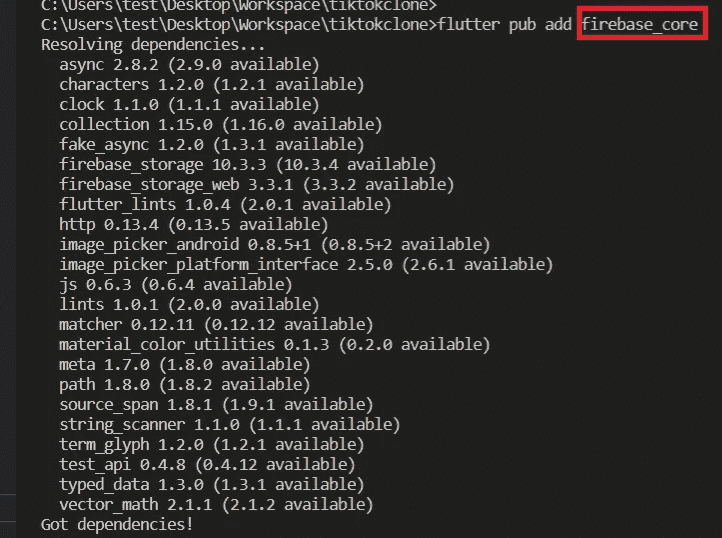 C:\Users\test\Desktop\Workspace\tiktokclone>
C:\Users\test\Desktop\Workspace\tiktokclone>flutter pub add firebase_core
Resolving dependencies...
  async 2.8.2 (2.9.0 available)
  characters 1.2.0 (1.2.1 available)
  clock 1.1.0 (1.1.1 available)
  collection 1.15.0 (1.16.0 available)
  fake_async 1.2.0 (1.3.1 available)
  firebase_storage 10.3.3 (10.3.4 available)
  firebase_storage_web 3.3.1 (3.3.2 available)
  flutter_lints 1.0.4 (2.0.1 available)
  http 0.13.4 (0.13.5 available)
  image_picker_android 0.8.5+1 (0.8.5+2 available)
  image_picker_platform_interface 2.5.0 (2.6.1 available)
  js 0.6.3 (0.6.4 available)
  lints 1.0.1 (2.0.0 available)
  matcher 0.12.11 (0.12.12 available)
  material_color_utilities 0.1.3 (0.2.0 available)
  meta 1.7.0 (1.8.0 available)
  path 1.8.0 (1.8.2 available)
  source_span 1.8.1 (1.9.1 available)
  string_scanner 1.1.0 (1.1.1 available)
  term_glyph 1.2.0 (1.2.1 available)
  test_api 0.4.8 (0.4.12 available)
  typed_data 1.3.0 (1.3.1 available)
  vector_math 2.1.1 (2.1.2 available)
Got dependencies!